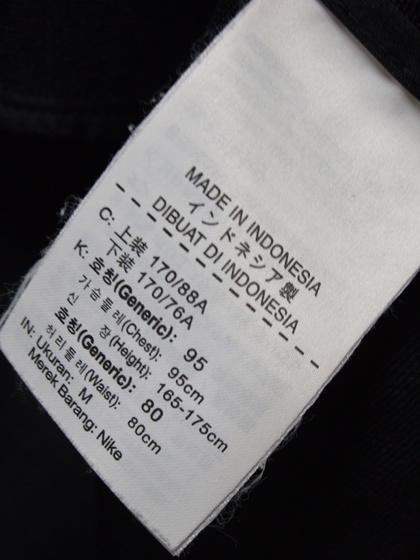 MADE IN INDONESIA
インドネシア製
DIBUAT DI INDONESIA
C: 上装 170/88A
下装 170/76A
K: 호칭(Generic): 95
가슴둘레(Chest): 95cm
신 장(Height): 165-175cm
호칭(Generic): 80
허리둘레(Waist): 80cm
IN: Ukuran: M
Merek Barang: Nike